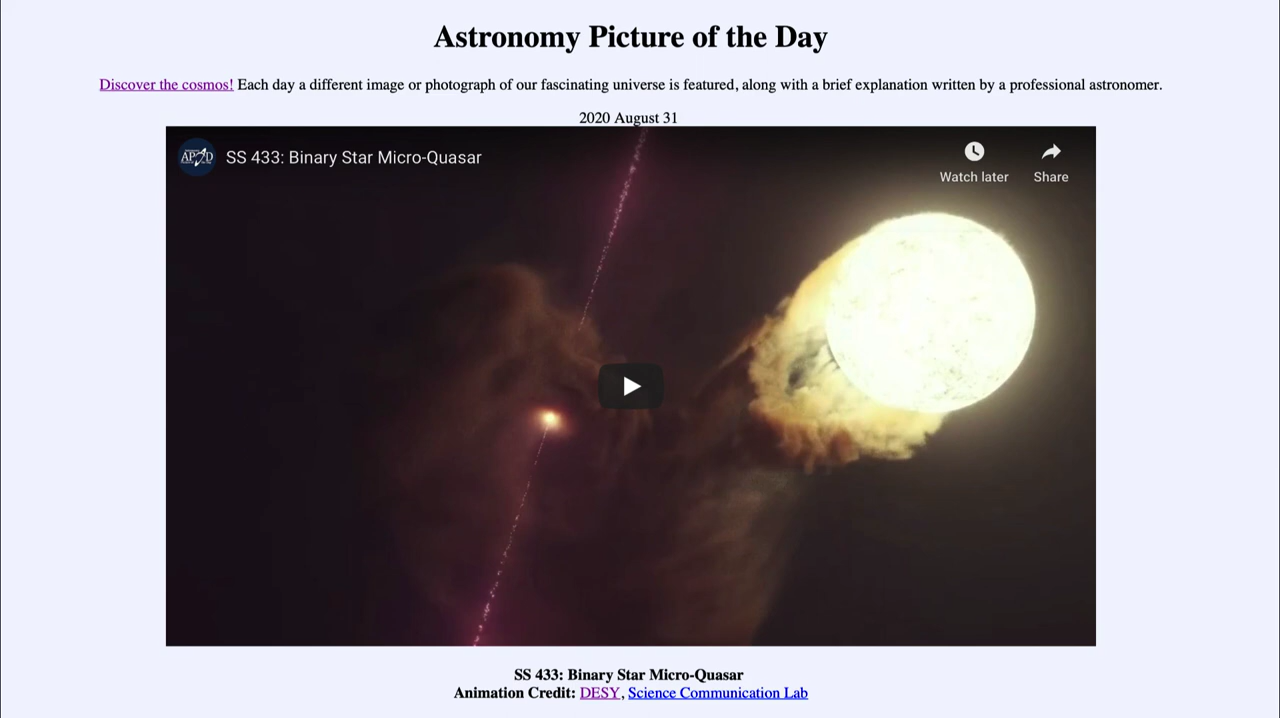 Astronomy Picture of the Day
Discover the cosmos! Each day a different image or photograph of our fascinating universe is featured, along with a brief explanation written by a professional astronomer.
2020 August 31
APOD
SS 433: Binary Star Micro-Quasar
Watch later
Share
SS 433: Binary Star Micro-Quasar
Animation Credit: DESY, Science Communication Lab